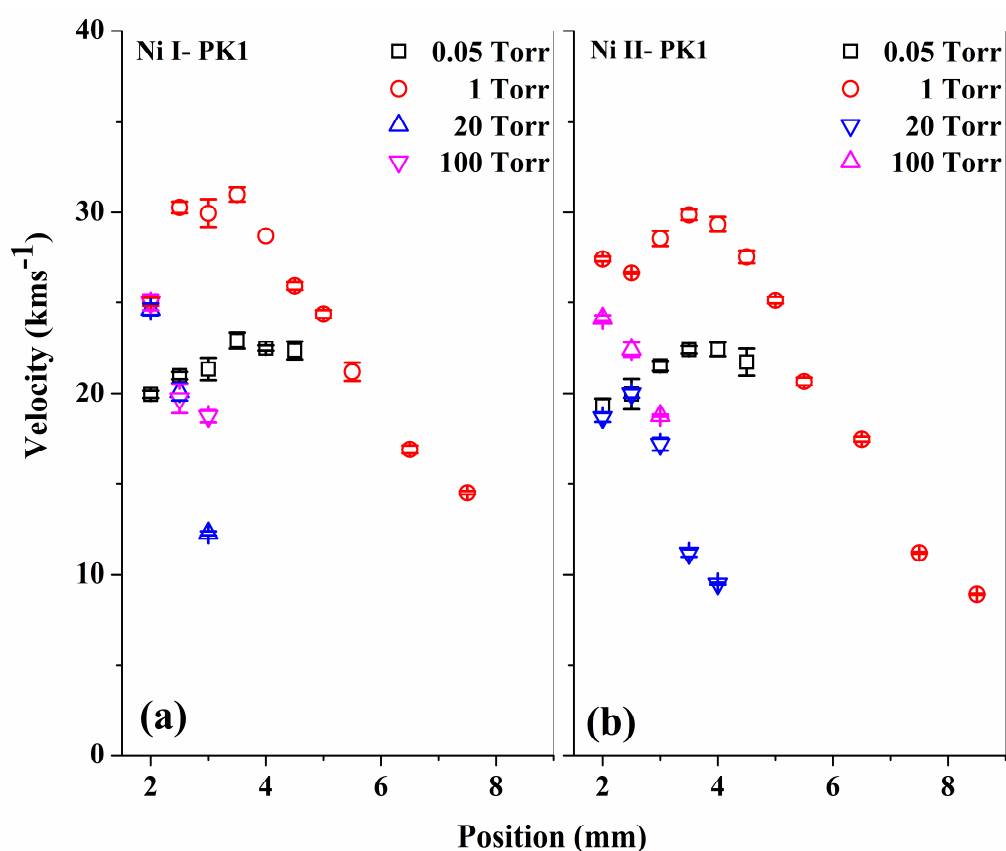 Velocity (kms⁻¹)
40
30
20
10
0
Ni I- PK1
0.05 Torr
1 Torr
20 Torr
100 Torr
(a)
2 4 6 8
Ni II- PK1
0.05 Torr
1 Torr
20 Torr
100 Torr
(b)
2 4 6 8
Position (mm)